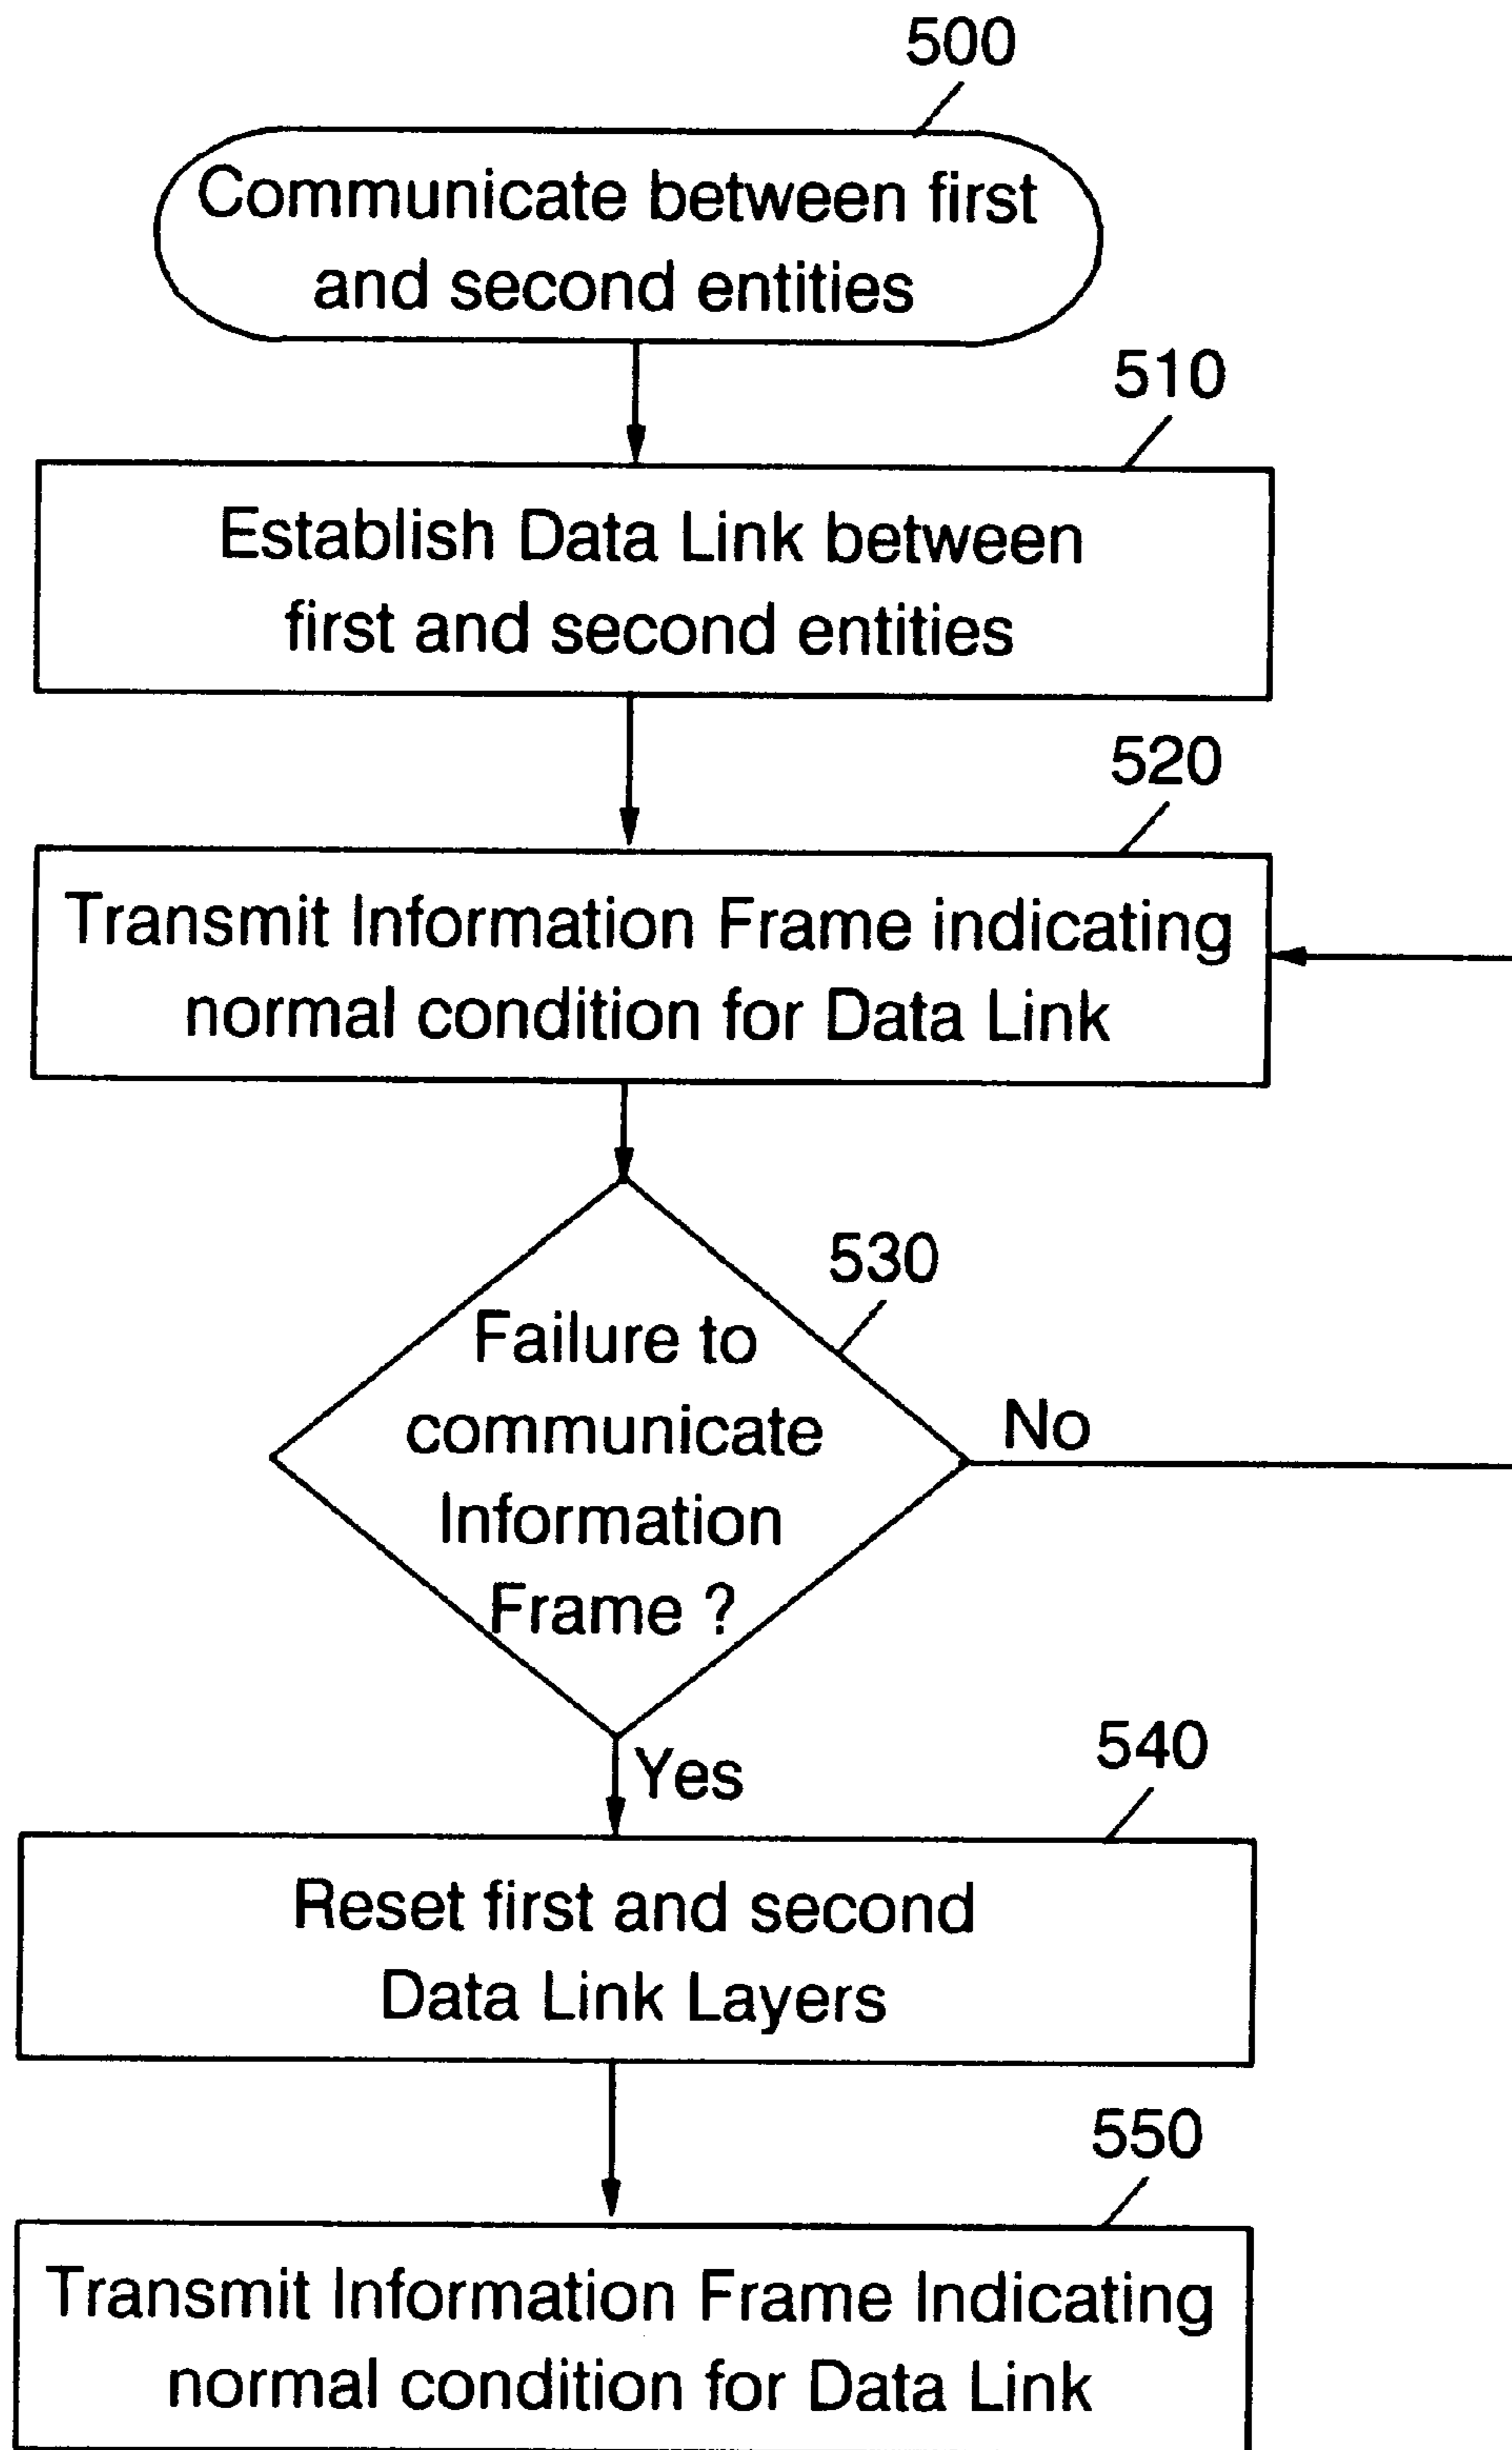 500
Communicate between first
and second entities
510
Establish Data Link between
first and second entities
520
Transmit Information Frame indicating
normal condition for Data Link
530
Failure to
communicate
Information
Frame ?
No
Yes
540
Reset first and second
Data Link Layers
550
Transmit Information Frame Indicating
normal condition for Data Link